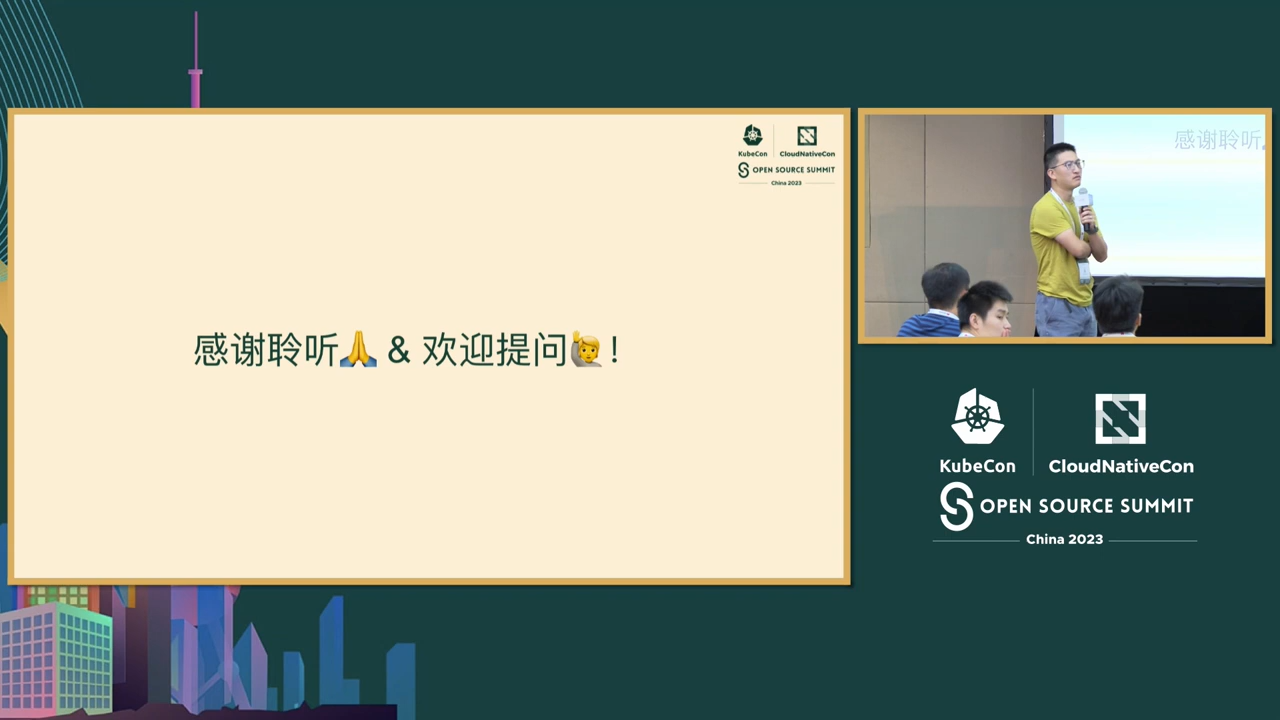 KubeCon
CloudNativeCon
OPEN SOURCE SUMMIT
China 2023
感谢聆听🙏 & 欢迎提问🙋!
感谢聆听
KubeCon
CloudNativeCon
OPEN SOURCE SUMMIT
China 2023